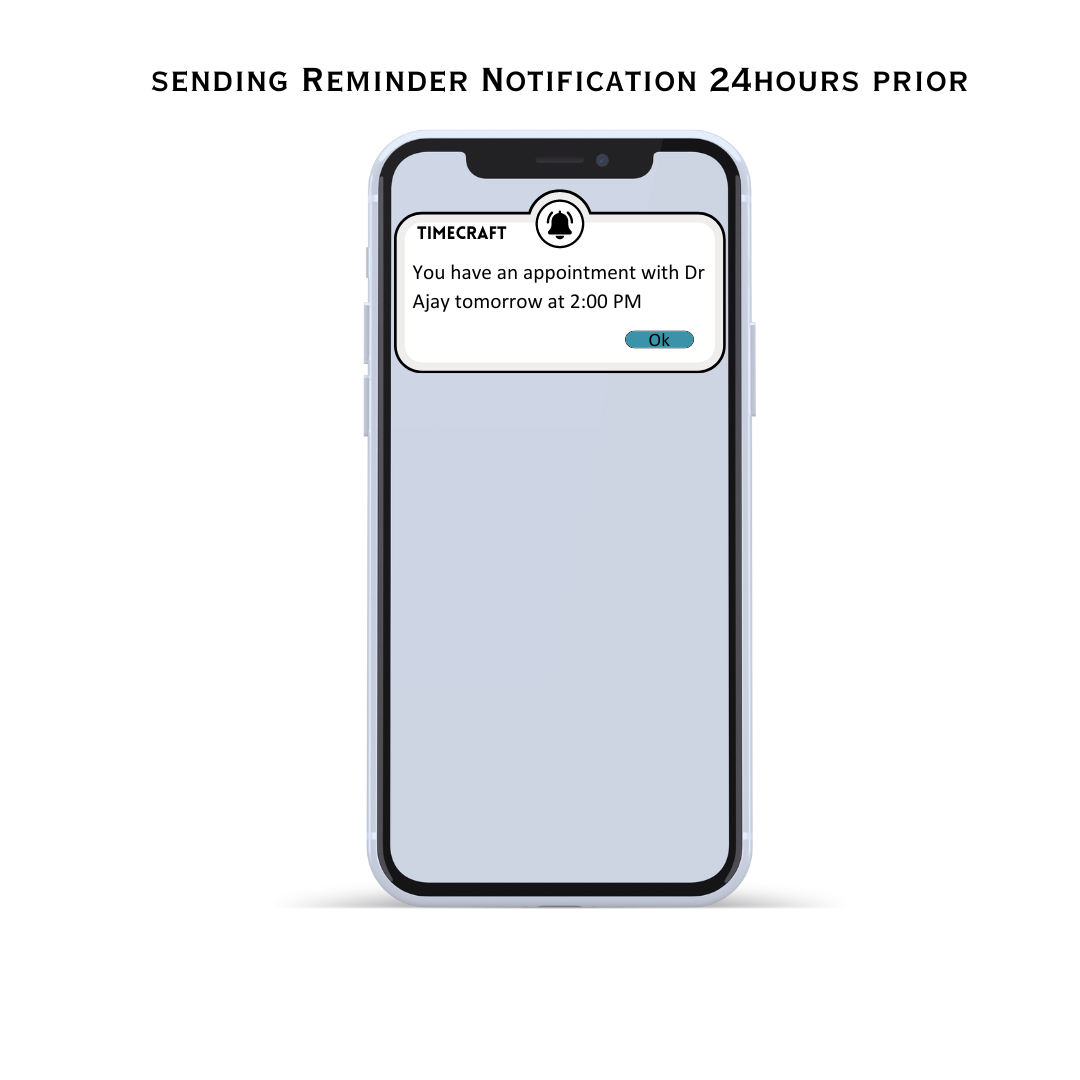 SENDING REMINDER NOTIFICATION 24HOURS PRIOR
TIMECRAFT
You have an appointment with Dr
Ajay tomorrow at 2:00 PM
Ok